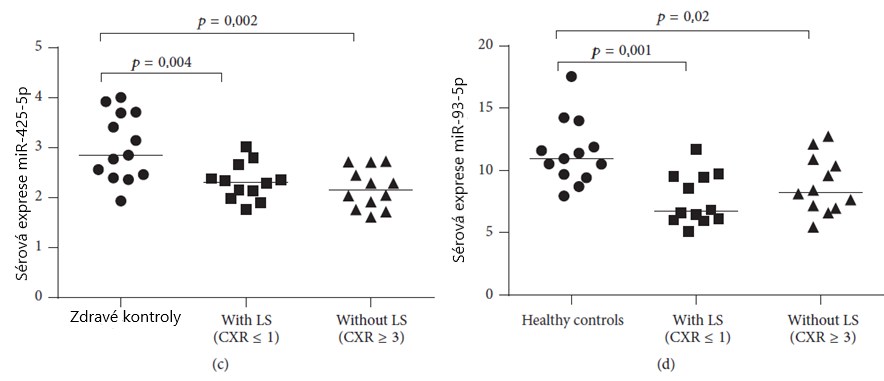 p = 0,002
p = 0,004
5
4
3
2
1
0
Sérová exprese miR-425-5p
Zdravé kontroly
With LS
(CXR ≤ 1)
Without LS
(CXR ≥ 3)
(c)
p = 0,02
p = 0,001
20
15
10
5
0
Sérová exprese miR-93-5p
Healthy controls
With LS
(CXR ≤ 1)
Without LS
(CXR ≥ 3)
(d)